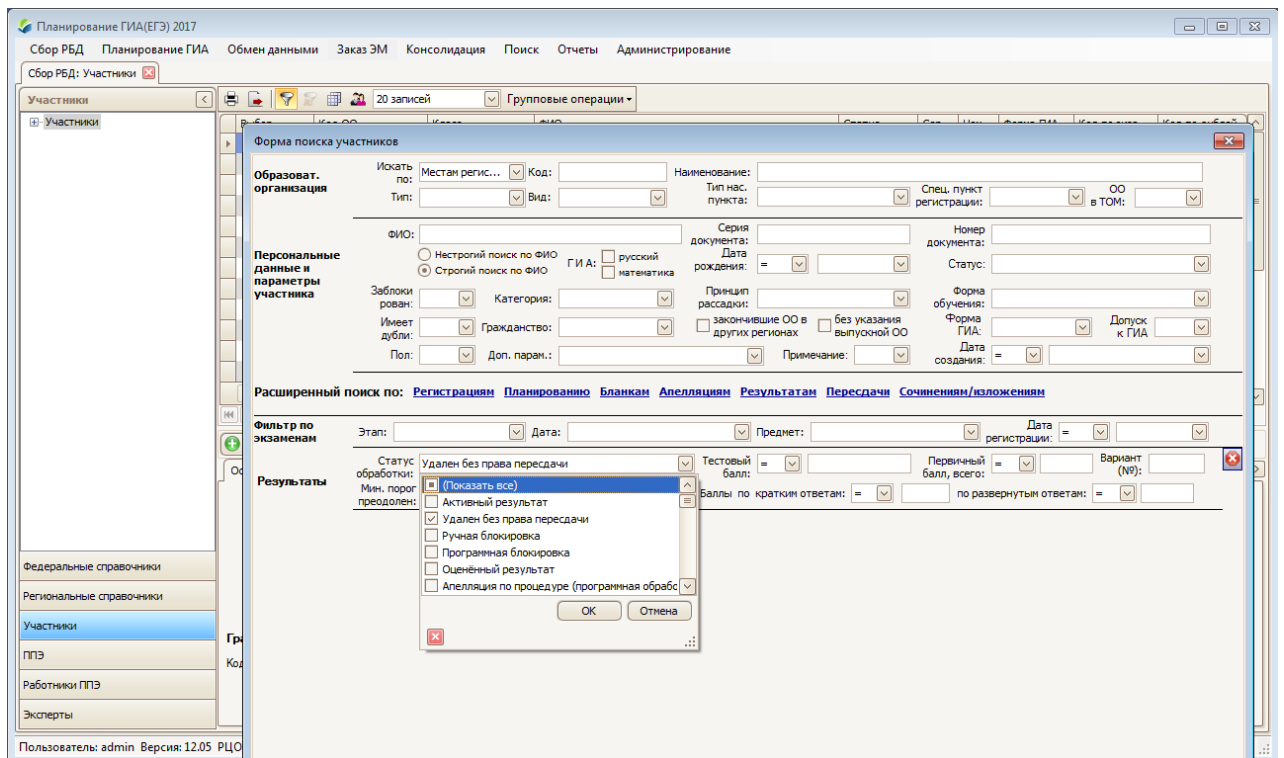 Планирование ГИА(ЕГЭ) 2017
Сбор РБД Планирование ГИА Обмен данными Заказ ЭМ Консолидация Поиск Отчеты Администрирование
Сбор РБД: Участники
Участники
20 записей Групповые операции
Участники
Форма поиска участников
Образоват. организация
Искать по: Местам регис... Код: Наименование:
Тип: Вид: Тип нас. пункта: Спец. пункт регистрации: ОО в ТОМ:
Персональные данные и параметры участника
ФИО: Серия документа: Номер документа:
Нестрогий поиск по ФИО
Строгий поиск по ФИО
ГИА: русский
математика
Дата рождения: = Статус:
Заблоки рован: Категория: Принцип рассадки: Форма обучения:
Имеет дубли: Гражданство: закончившие ОО в других регионах без указания выпускной ОО Форма ГИА: Допуск к ГИА
Пол: Доп. парам.: Примечание: Дата создания: =
Расширенный поиск по: Регистрациям Планированию Бланкам Апелляциям Результатам Пересдачи Сочинениям/изложениям
Фильтр по экзаменам
Этап: Дата: Предмет: Дата регистрации: =
Результаты
Статус обработки: Удален без права пересдачи Тестовый балл: = Первичный балл, всего: = Вариант (№):
Мин. порог преодолен: Баллы по кратким ответам: = по развернутым ответам: =
(Показать все)
Активный результат
Удален без права пересдачи
Ручная блокировка
Программная блокировка
Оценённый результат
Апелляция по процедуре (программная обрабо
ОК Отмена
Федеральные справочники
Региональные справочники
Участники
ППЭ
Работники ППЭ
Эксперты
Пользователь: admin Версия: 12.05 РЦО